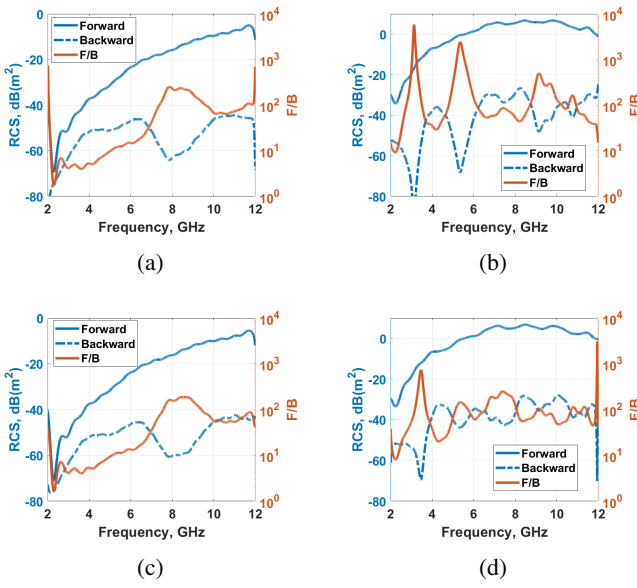 0
-20
-40
-60
-80
RCS, dB(m²)
Forward
Backward
F/B
10⁴
10³
10²
10¹
10⁰
F/B
2 4 6 8 10 12
Frequency, GHz
(a)
0
-20
-40
-60
-80
RCS, dB(m²)
Forward
Backward
F/B
10⁴
10³
10²
10¹
10⁰
F/B
2 4 6 8 10 12
Frequency, GHz
(b)
0
-20
-40
-60
-80
RCS, dB(m²)
Forward
Backward
F/B
10⁴
10³
10²
10¹
10⁰
F/B
2 4 6 8 10 12
Frequency, GHz
(c)
0
-20
-40
-60
-80
RCS, dB(m²)
Forward
Backward
F/B
10⁴
10³
10²
10¹
10⁰
F/B
2 4 6 8 10 12
Frequency, GHz
(d)